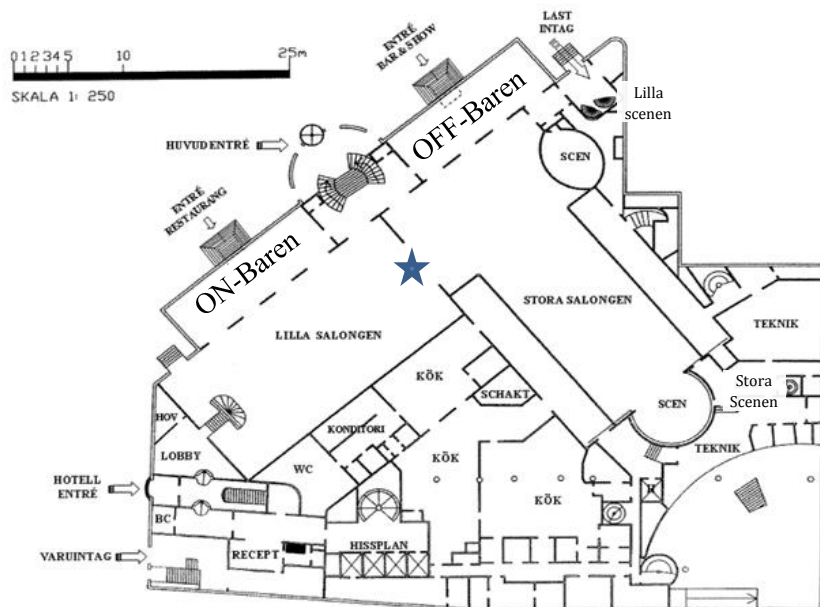 LAST
INTAG
0 1 2 3 4 5 10 25m
SKALA 1: 250
ENTRÉ
BAR & SHOW
Lilla
scenen
OFF-Baren
HUVUDENTRÉ
SCEN
ENTRÉ
RESTAURANG
ON-Baren
STORA SALONGEN
LILLA SALONGEN
TEKNIK
KÖK
SCHAKT
Stora
Scenen
SCEN
HOV
KONDITORI
LOBBY
TEKNIK
WC
KÖK
HOTELL
ENTRÉ
H
KÖK
BC
VARUINTAG
RECEPT
HISSPLAN